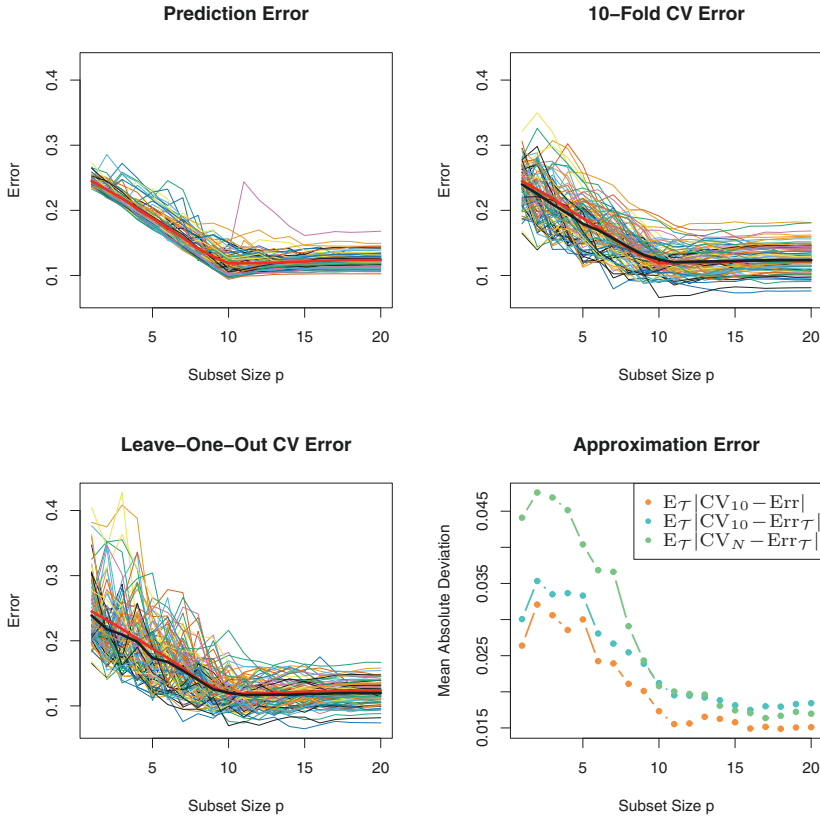 Prediction Error
Error
0.1 0.2 0.3 0.4
5 10 15 20
Subset Size p
10−Fold CV Error
Error
0.1 0.2 0.3 0.4
5 10 15 20
Subset Size p
Leave−One−Out CV Error
Error
0.1 0.2 0.3 0.4
5 10 15 20
Subset Size p
Approximation Error
Mean Absolute Deviation
0.015 0.025 0.035 0.045
E𝒯|CV₁₀−Err|
E𝒯|CV₁₀−Err𝒯|
E𝒯|CV_N−Err𝒯|
5 10 15 20
Subset Size p